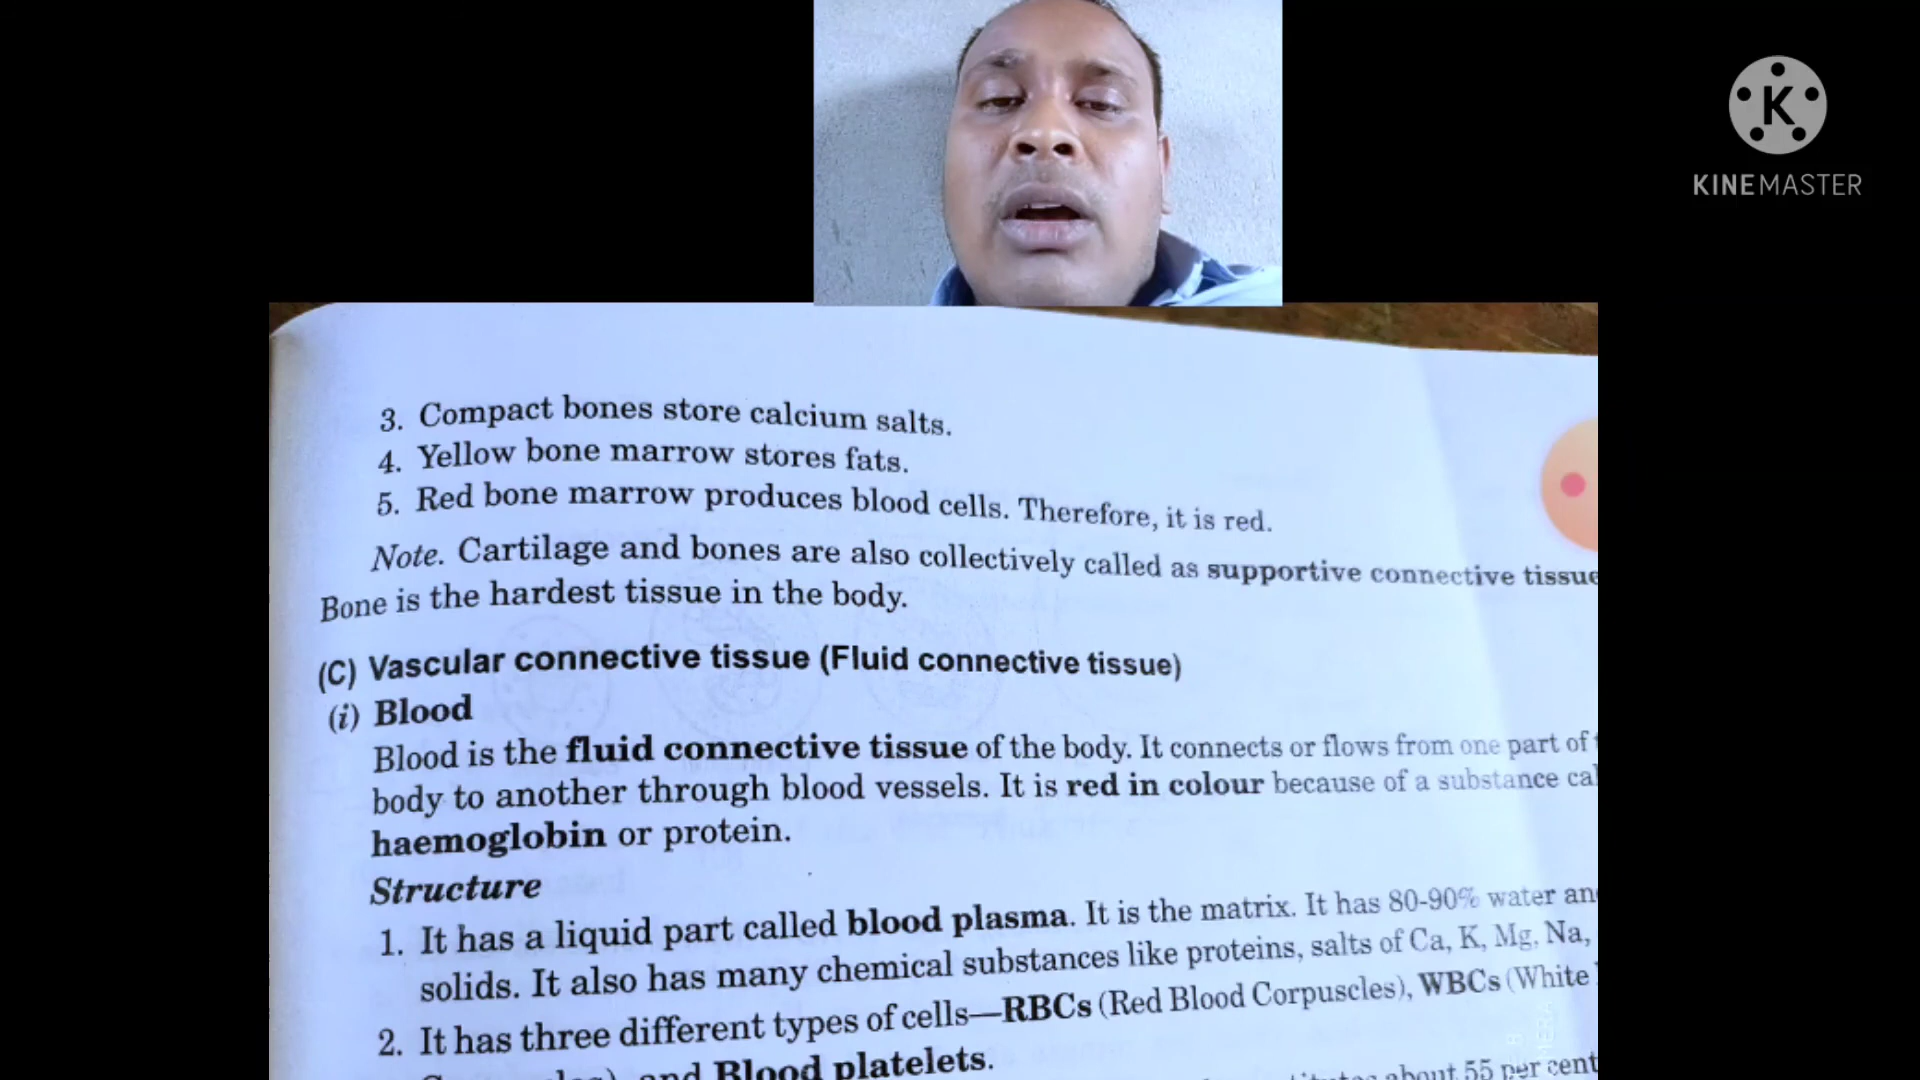 K
KINEMASTER
3. Compact bones store calcium salts.
4. Yellow bone marrow stores fats.
5. Red bone marrow produces blood cells. Therefore, it is red.
Note. Cartilage and bones are also collectively called as supportive connective tissue
Bone is the hardest tissue in the body.
(C) Vascular connective tissue (Fluid connective tissue)
(i) Blood
Blood is the fluid connective tissue of the body. It connects or flows from one part of
body to another through blood vessels. It is red in colour because of a substance
haemoglobin or protein.
Structure
1. It has a liquid part called blood plasma. It is the matrix. It has 80-90% water
solids. It also has many chemical substances like proteins, salts of Ca, K, Mg, Na,
2. It has three different types of cells—RBCs (Red Blood Corpuscles), WBCs (White
and Blood platelets.
about 55 per cent